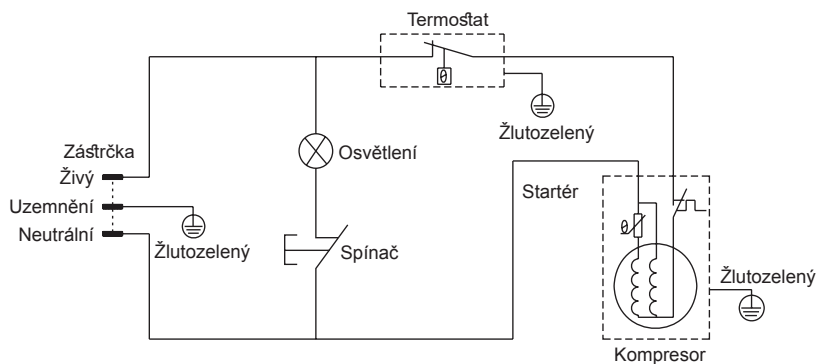 Termostat
Žlutozelený
Zástrčka
Živý
Osvětlení
Uzemnění
Startér
Neutrální
Žlutozelený
Spínač
Žlutozelený
Kompresor
θ
θ